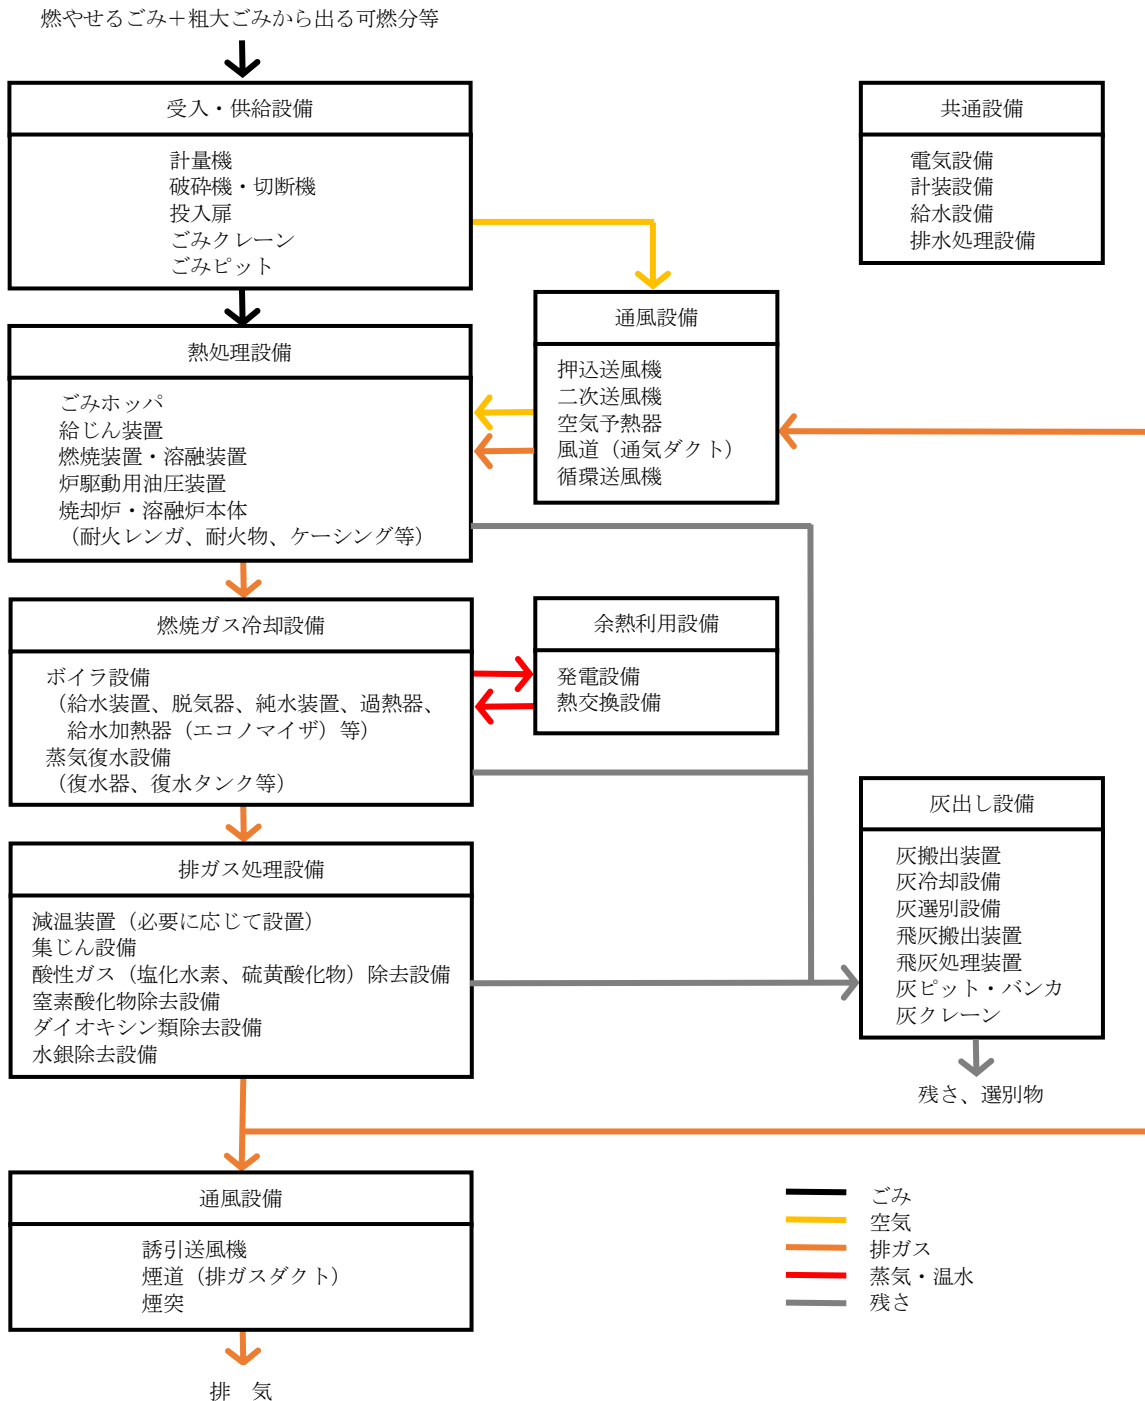 燃やせるごみ＋粗大ごみから出る可燃分等
受入・供給設備
計量機
破砕機・切断機
投入扉
ごみクレーン
ごみピット
共通設備
電気設備
計装設備
給水設備
排水処理設備
通風設備
押込送風機
二次送風機
空気予熱器
風道（通気ダクト）
循環送風機
熱処理設備
ごみホッパ
給じん装置
燃焼装置・溶融装置
炉駆動用油圧装置
焼却炉・溶融炉本体
（耐火レンガ、耐火物、ケーシング等）
燃焼ガス冷却設備
ボイラ設備
（給水装置、脱気器、純水装置、過熱器、
給水加熱器（エコノマイザ）等）
蒸気復水設備
（復水器、復水タンク等）
余熱利用設備
発電設備
熱交換設備
排ガス処理設備
減温装置（必要に応じて設置）
集じん設備
酸性ガス（塩化水素、硫黄酸化物）除去設備
窒素酸化物除去設備
ダイオキシン類除去設備
水銀除去設備
灰出し設備
灰搬出装置
灰冷却設備
灰選別設備
飛灰搬出装置
飛灰処理装置
灰ピット・バンカ
灰クレーン
残さ、選別物
通風設備
誘引送風機
煙道（排ガスダクト）
煙突
排　気
ごみ
空気
排ガス
蒸気・温水
残さ